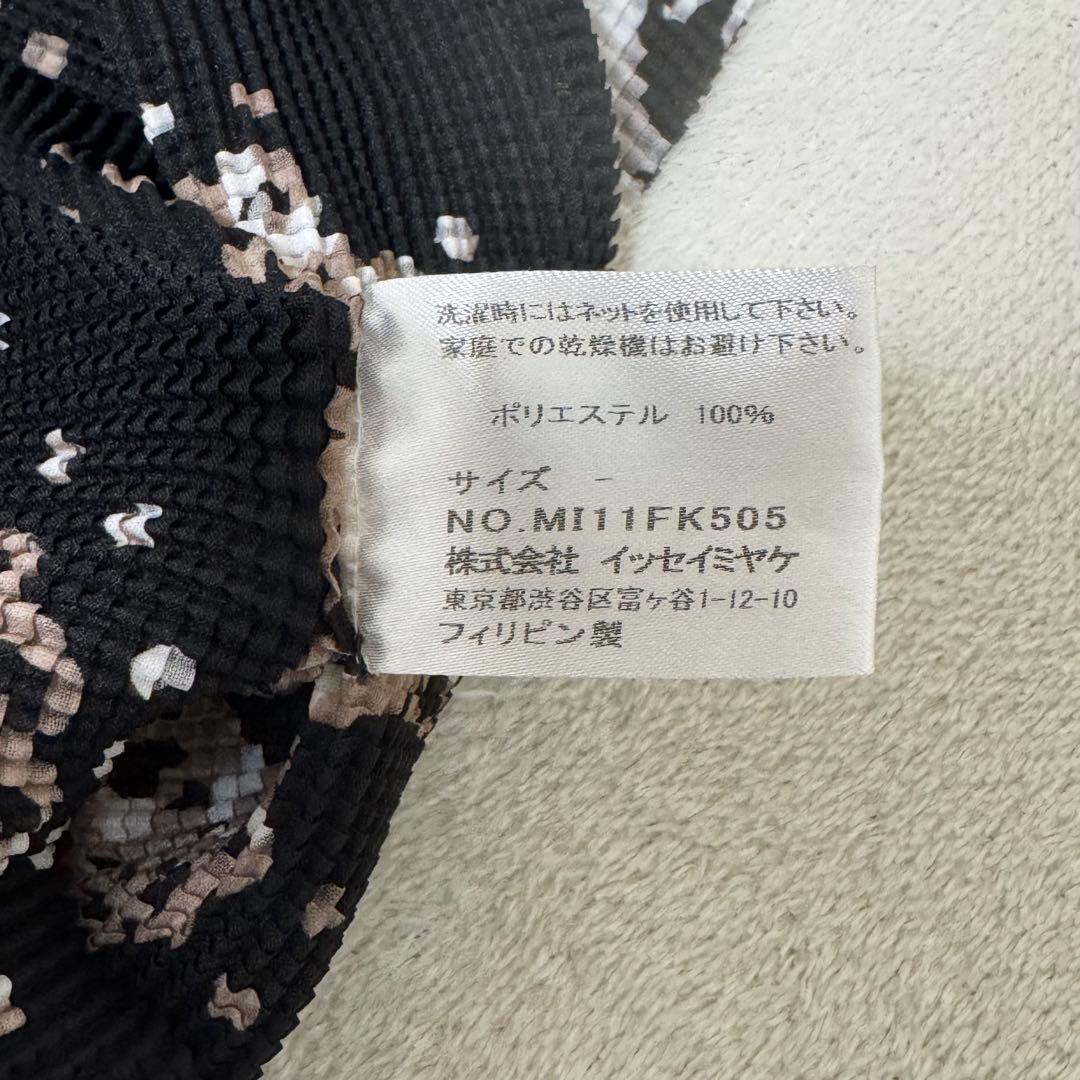 洗濯時にはネットを使用して下さい。
家庭での乾燥機はお避け下さい。
ポリエステル 100%
サイズ -
NO.MI11FK505
株式会社 イッセイミヤケ
東京都渋谷区富ヶ谷1-12-10
フィリピン製